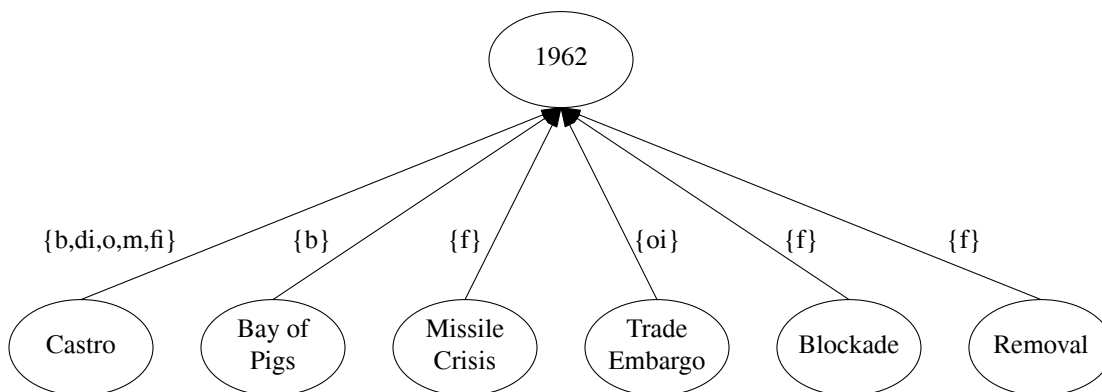 1962
{b,di,o,m,fi}
{b}
{f}
{oi}
{f}
{f}
Castro
Bay of
Pigs
Missile
Crisis
Trade
Embargo
Blockade
Removal